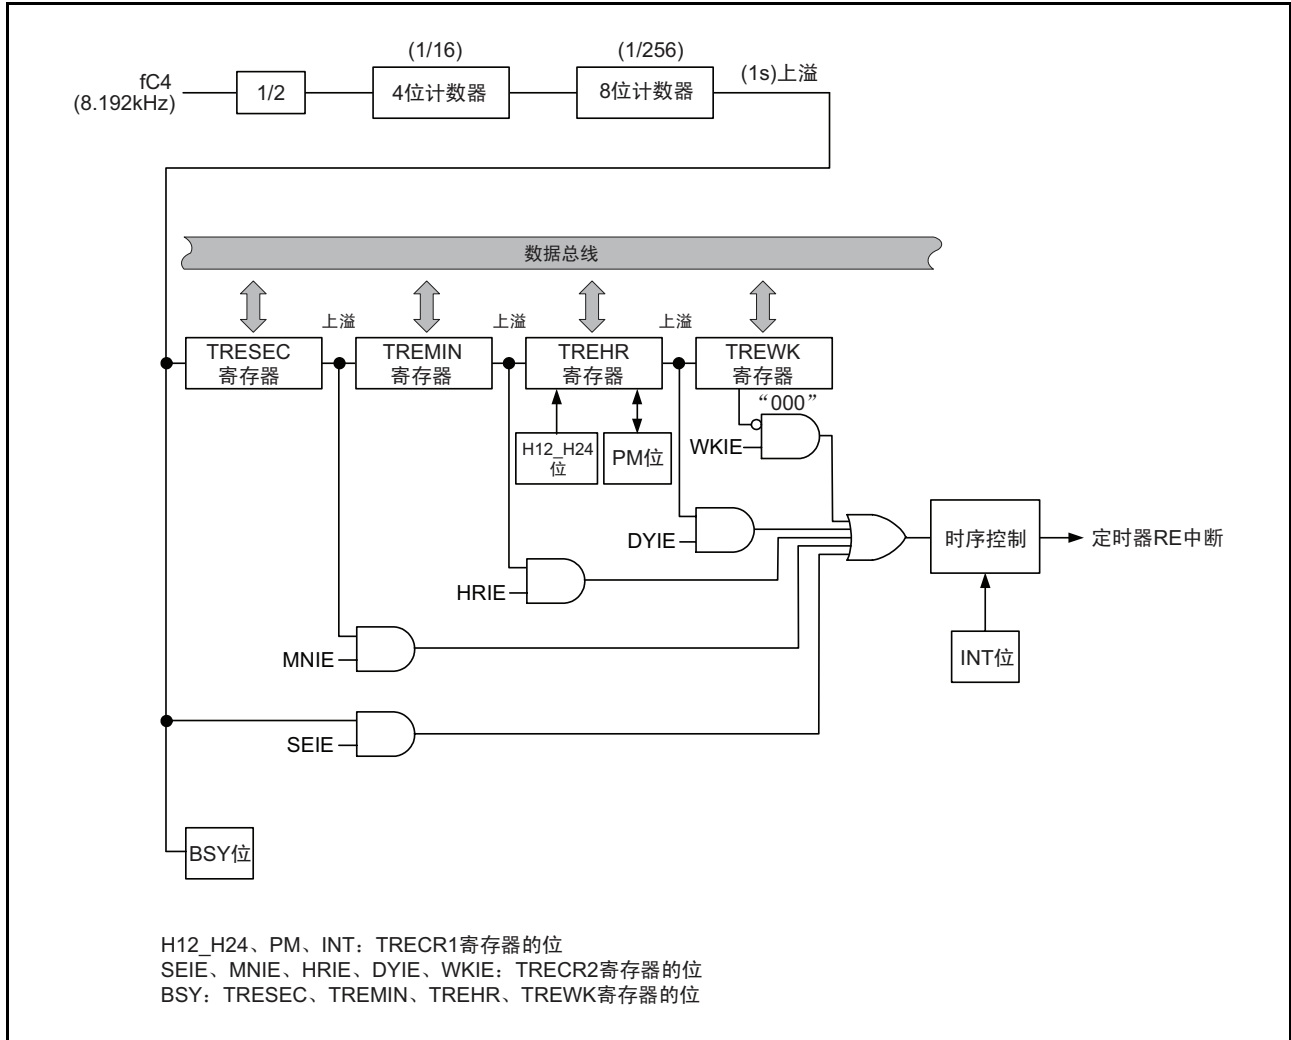 (1/16)
(1/256)
(1s)上溢
fC4
(8.192kHz)
1/2
4位计数器
8位计数器
数据总线
上溢
上溢
上溢
TRESEC
寄存器
TREMIN
寄存器
TREHR
寄存器
TREWK
寄存器
“000”
H12_H24
位
PM位
WKIE
DYIE
时序控制
定时器RE中断
HRIE
MNIE
INT位
SEIE
BSY位
H12_H24、PM、INT：TRECR1寄存器的位
SEIE、MNIE、HRIE、DYIE、WKIE：TRECR2寄存器的位
BSY：TRESEC、TREMIN、TREHR、TREWK寄存器的位